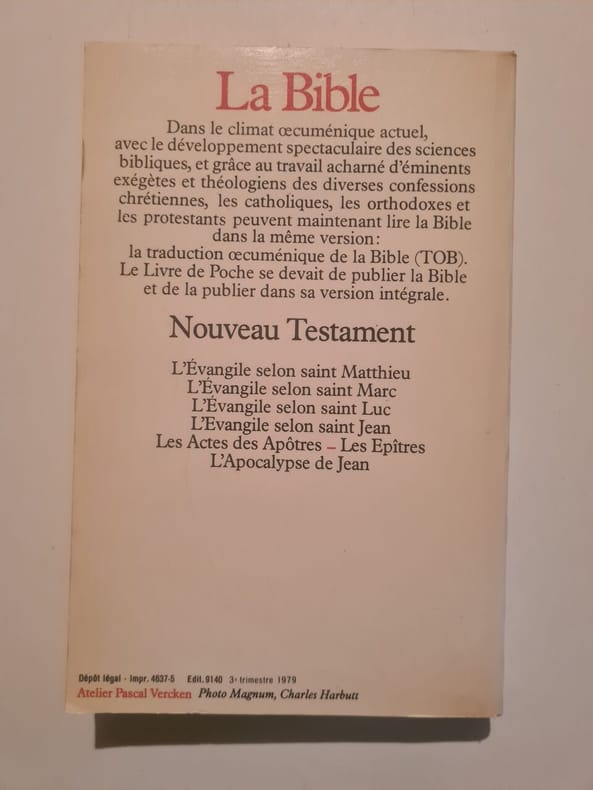 La Bible
Dans le climat œcuménique actuel,
avec le développement spectaculaire des sciences
bibliques, et grâce au travail acharné d'éminents
exégètes et théologiens des diverses confessions
chrétiennes, les catholiques, les orthodoxes et
les protestants peuvent maintenant lire la Bible
dans la même version:
la traduction œcuménique de la Bible (TOB).
Le Livre de Poche se devait de publier la Bible
et de la publier dans sa version intégrale.
Nouveau Testament
L'Évangile selon saint Matthieu
L'Évangile selon saint Marc
L'Évangile selon saint Luc
L'Evangile selon saint Jean
Les Actes des Apôtres – Les Epîtres
L'Apocalypse de Jean
Dépôt légal - Impr. 4637-5 Edit. 9140 3e trimestre 1979
Atelier Pascal Vercken Photo Magnum, Charles Harbutt